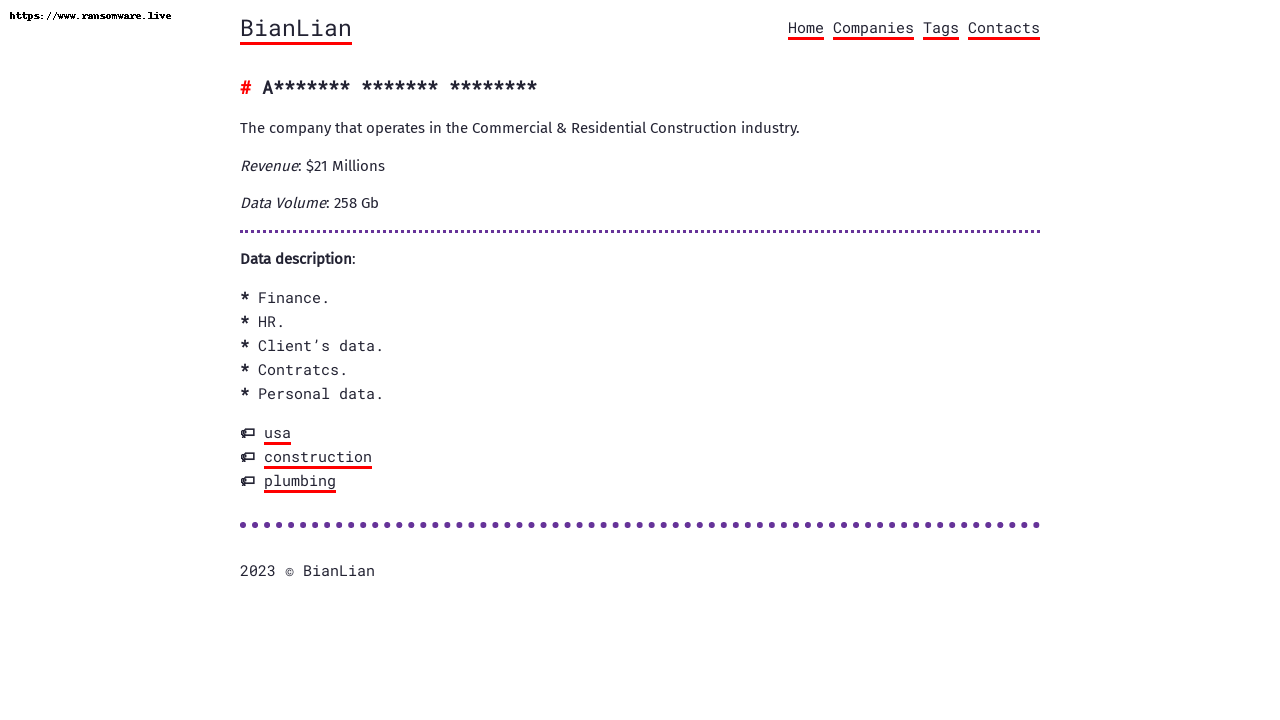 https://www.ransomware.live
BianLian
Home Companies Tags Contacts
# A******* ******* ********
The company that operates in the Commercial & Residential Construction industry.
Revenue: $21 Millions
Data Volume: 258 Gb
Data description:
* Finance.
* HR.
* Client’s data.
* Contratcs.
* Personal data.
usa
construction
plumbing
2023 © BianLian